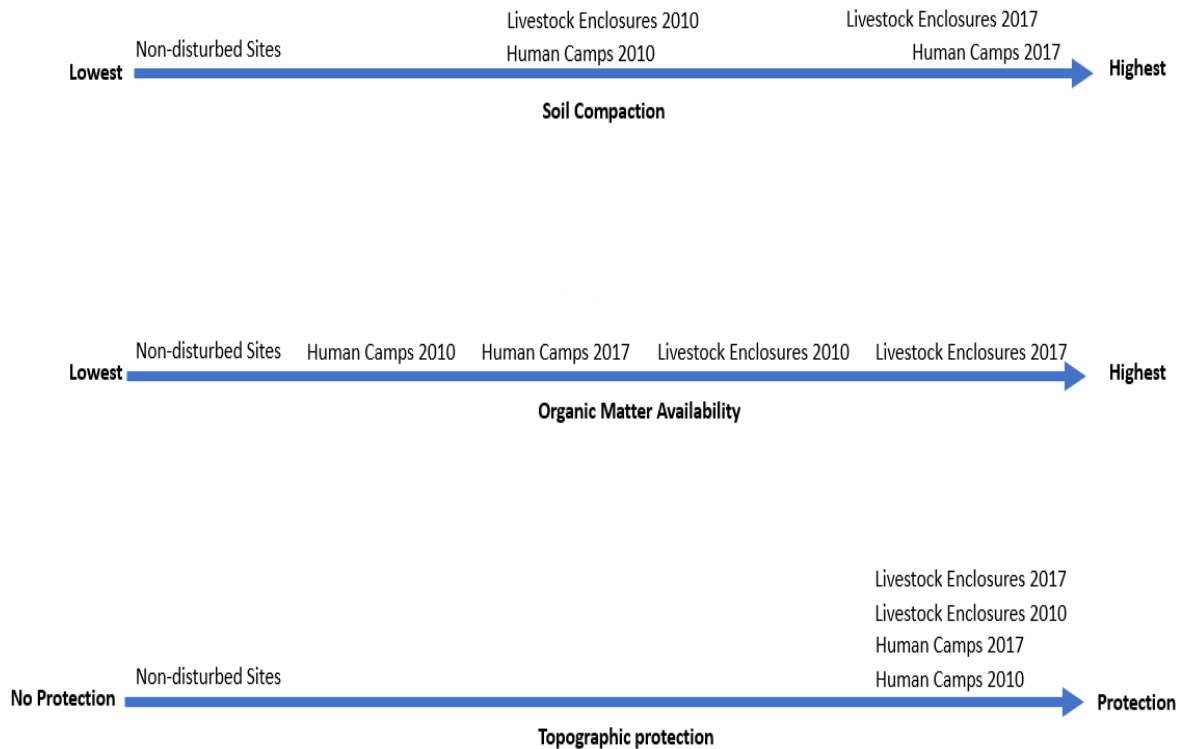 Livestock Enclosures 2010
Livestock Enclosures 2017
Non-disturbed Sites
Human Camps 2010
Human Camps 2017
Lowest
Highest
Soil Compaction
Non-disturbed Sites
Human Camps 2010
Human Camps 2017
Livestock Enclosures 2010
Livestock Enclosures 2017
Lowest
Highest
Organic Matter Availability
Livestock Enclosures 2017
Livestock Enclosures 2010
Human Camps 2017
Non-disturbed Sites
Human Camps 2010
No Protection
Protection
Topographic protection